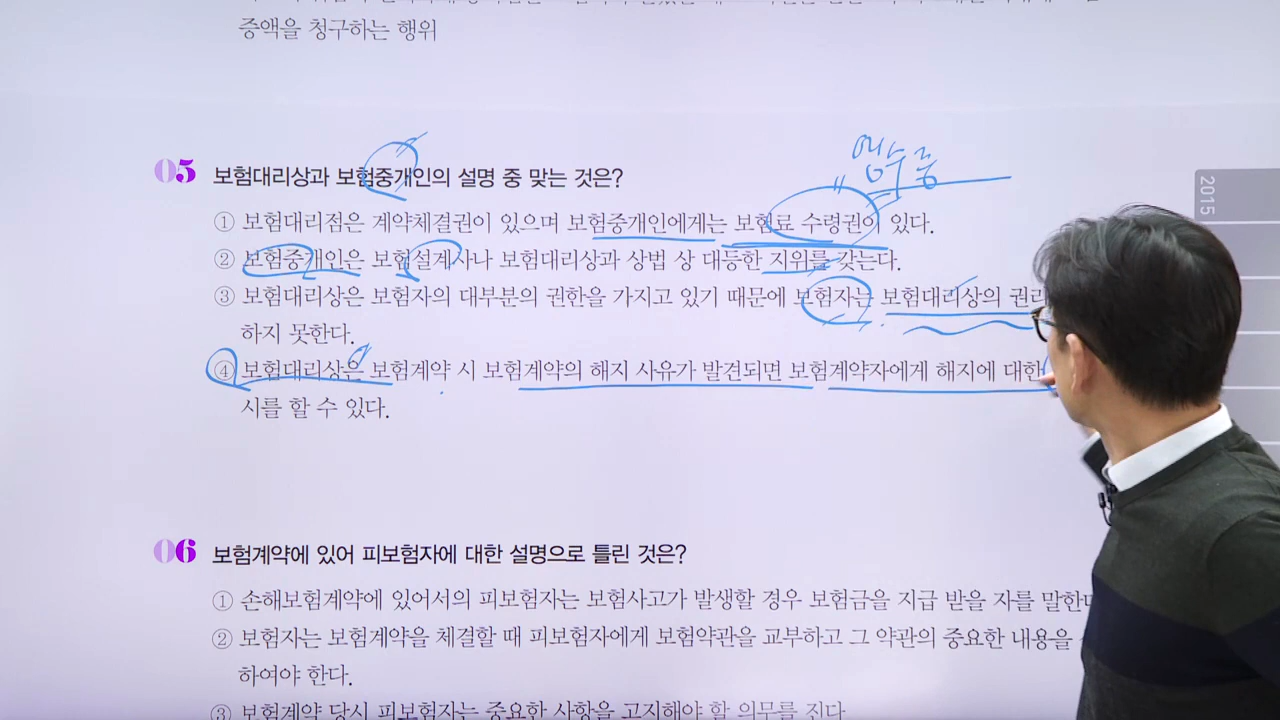 증액을 청구하는 행위
영수증
05 보험대리상과 보험중개인의 설명 중 맞는 것은?
① 보험대리점은 계약체결권이 있으며 보험중개인에게는 보험료 수령권이 있다.
② 보험중개인은 보험설계사나 보험대리상과 상법 상 대등한 지위를 갖는다.
③ 보험대리상은 보험자의 대부분의 권한을 가지고 있기 때문에 보험자는 보험대리상의 권리
하지 못한다.
④ 보험대리상은 보험계약 시 보험계약의 해지 사유가 발견되면 보험계약자에게 해지에 대한
시를 할 수 있다.
2015
06 보험계약에 있어 피보험자에 대한 설명으로 틀린 것은?
① 손해보험계약에 있어서의 피보험자는 보험사고가 발생할 경우 보험금을 지급 받을 자를
② 보험자는 보험계약을 체결할 때 피보험자에게 보험약관을 교부하고 그 약관의 중요한 내용을
하여야 한다.
③ 보험계약 당시 피보험자는 중요한 사항을 고지해야 할 의무를 진다